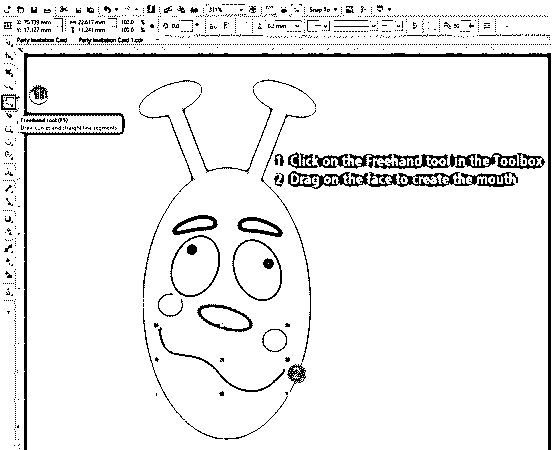 X: 75.739 mm
Y: 17.127 mm
22.617 mm
11.241 mm
100.0 %
100.0 %
311%
Snap To
0.0 °
0.2 mm
50
Party Invitation Card
Party Invitation Card 1.cdr
Freehand tool (F5)
Draw curves and straight line segments.
1 Click on the Freehand tool in the Toolbox
2 Drag on the face to create the mouth